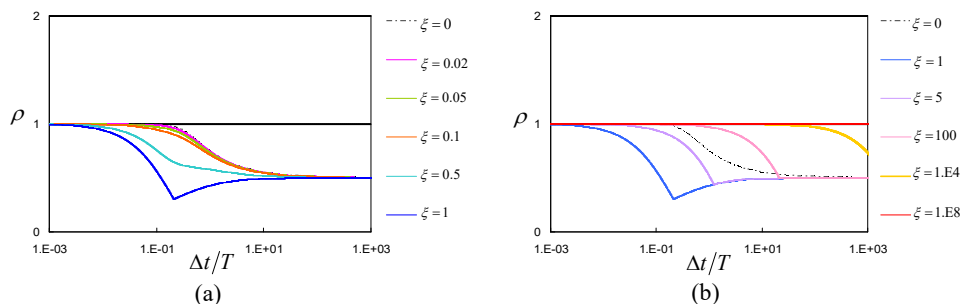 2
1
0
ρ
1.E-03
1.E-01
1.E+01
1.E+03
Δt/T
ξ = 0
ξ = 0.02
ξ = 0.05
ξ = 0.1
ξ = 0.5
ξ = 1
(a)
2
1
0
ρ
1.E-03
1.E-01
1.E+01
1.E+03
Δt/T
ξ = 0
ξ = 1
ξ = 5
ξ = 100
ξ = 1.E4
ξ = 1.E8
(b)